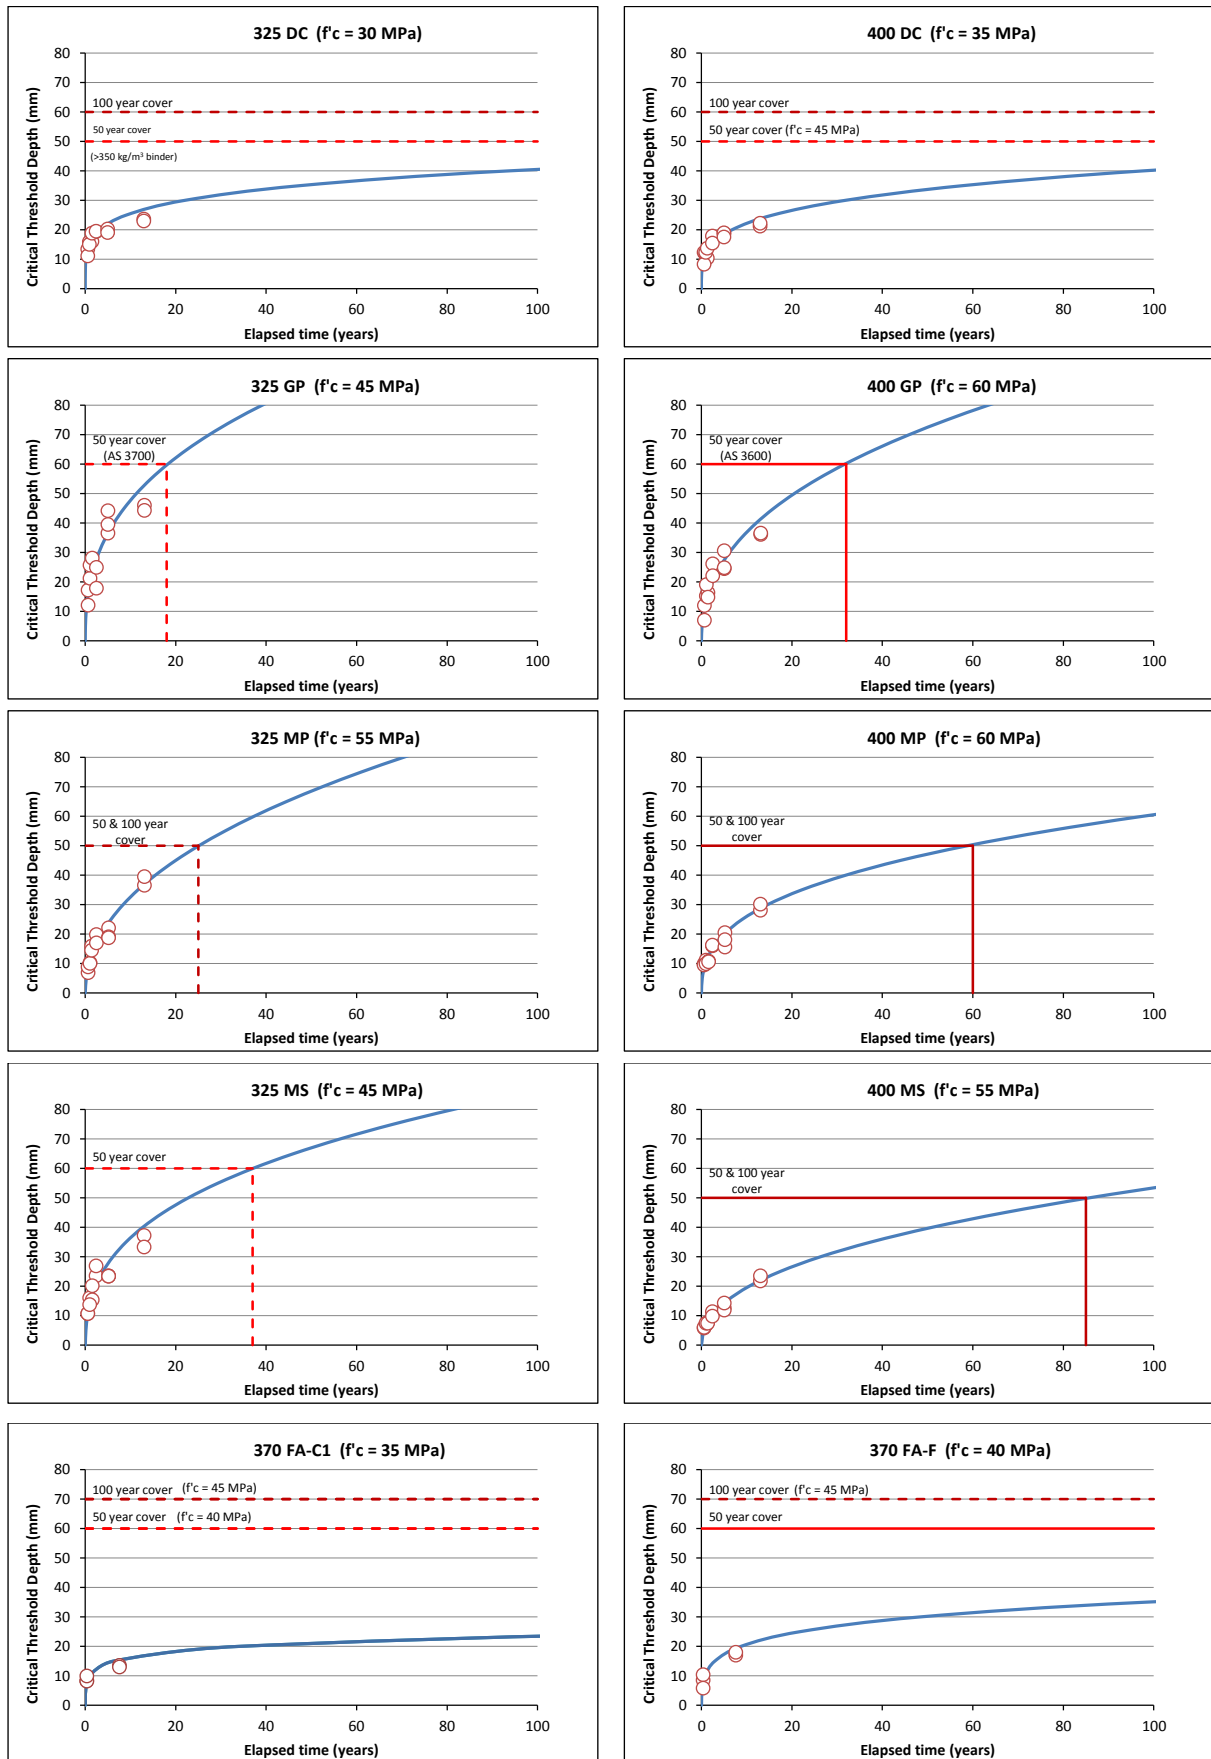 325 DC (f'c = 30 MPa)
Critical Threshold Depth (mm)
80
70
60
50
40
30
20
10
0
100 year cover
50 year cover
(>350 kg/m³ binder)
0 20 40 60 80 100
Elapsed time (years)
400 DC (f'c = 35 MPa)
Critical Threshold Depth (mm)
80
70
60
50
40
30
20
10
0
100 year cover
50 year cover (f'c = 45 MPa)
0 20 40 60 80 100
Elapsed time (years)
325 GP (f'c = 45 MPa)
Critical Threshold Depth (mm)
80
70
60
50
40
30
20
10
0
50 year cover
(AS 3700)
0 20 40 60 80 100
Elapsed time (years)
400 GP (f'c = 60 MPa)
Critical Threshold Depth (mm)
80
70
60
50
40
30
20
10
0
50 year cover
(AS 3600)
0 20 40 60 80 100
Elapsed time (years)
325 MP (f'c = 55 MPa)
Critical Threshold Depth (mm)
80
70
60
50
40
30
20
10
0
50 & 100 year
cover
0 20 40 60 80 100
Elapsed time (years)
400 MP (f'c = 60 MPa)
Critical Threshold Depth (mm)
80
70
60
50
40
30
20
10
0
50 & 100 year
cover
0 20 40 60 80 100
Elapsed time (years)
325 MS (f'c = 45 MPa)
Critical Threshold Depth (mm)
80
70
60
50
40
30
20
10
0
50 year cover
0 20 40 60 80 100
Elapsed time (years)
400 MS (f'c = 55 MPa)
Critical Threshold Depth (mm)
80
70
60
50
40
30
20
10
0
50 & 100 year
cover
0 20 40 60 80 100
Elapsed time (years)
370 FA-C1 (f'c = 35 MPa)
Critical Threshold Depth (mm)
80
70
60
50
40
30
20
10
0
100 year cover (f'c = 45 MPa)
50 year cover (f'c = 40 MPa)
0 20 40 60 80 100
Elapsed time (years)
370 FA-F (f'c = 40 MPa)
Critical Threshold Depth (mm)
80
70
60
50
40
30
20
10
0
100 year cover (f'c = 45 MPa)
50 year cover
0 20 40 60 80 100
Elapsed time (years)